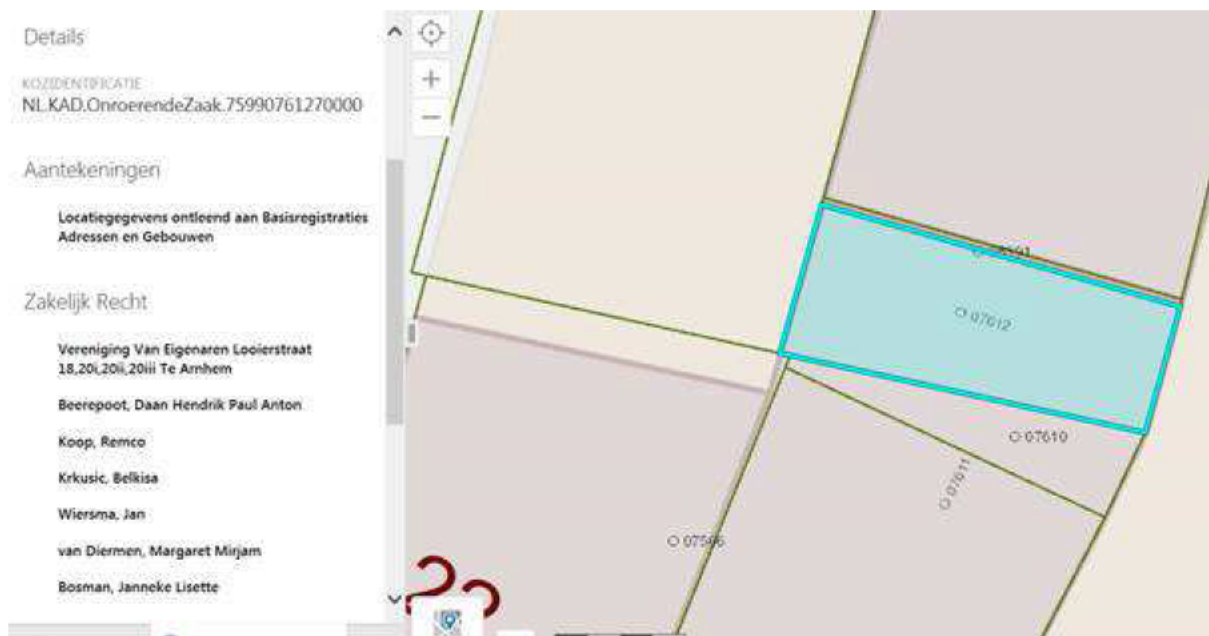 Details
KOZIDENTIFICATIE
NL.KAD.OnroerendeZaak.75990761270000
Aantekeningen
Locatiegegevens ontleend aan Basisregistraties
Adressen en Gebouwen
Zakelijk Recht
Vereniging Van Eigenaren Looierstraat
18,20i,20ii,20iii Te Arnhem
Beerepoot, Daan Hendrik Paul Anton
Koop, Remco
Krkusic, Belkisa
Wiersma, Jan
van Diermen, Margaret Mirjam
Bosman, Janneke Lisette
07612
07610
07611